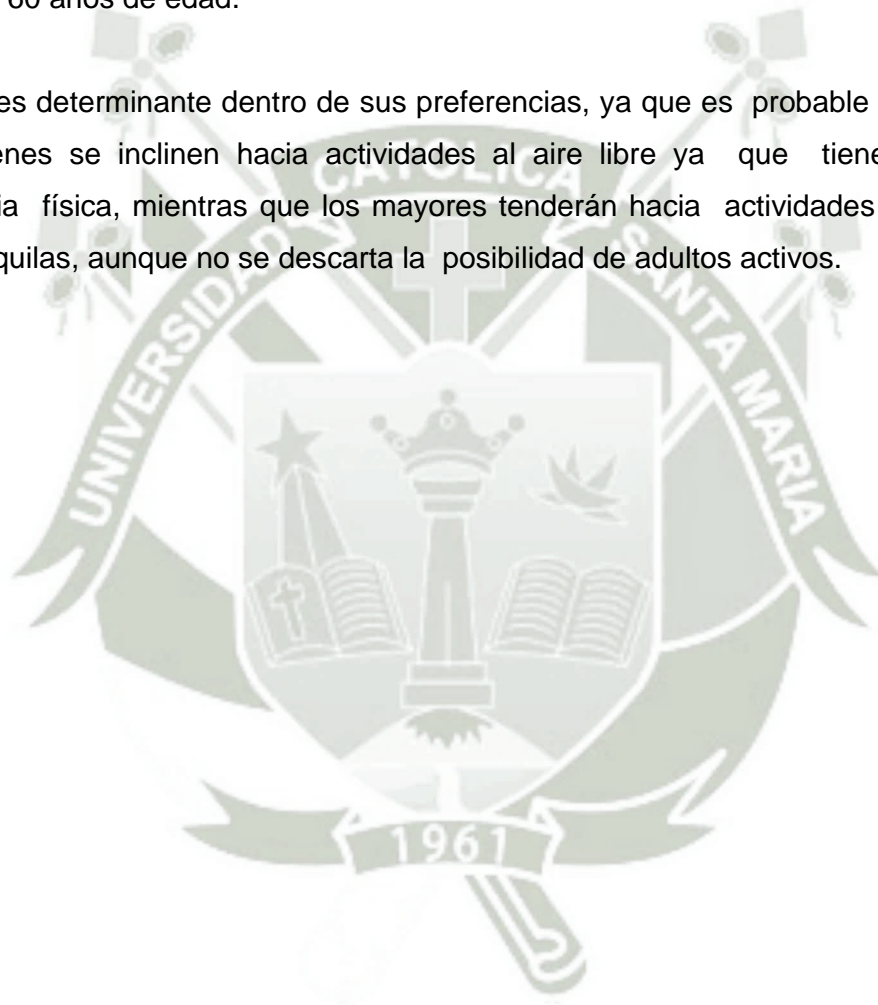 60 años de edad.
es determinante dentro de sus preferencias, ya que es probable
enes se inclinen hacia actividades al aire libre ya que tiene
ia física, mientras que los mayores tenderán hacia actividades
quilas, aunque no se descarta la posibilidad de adultos activos.
UNIVERSIDAD CATOLICA SANTA MARIA
1961